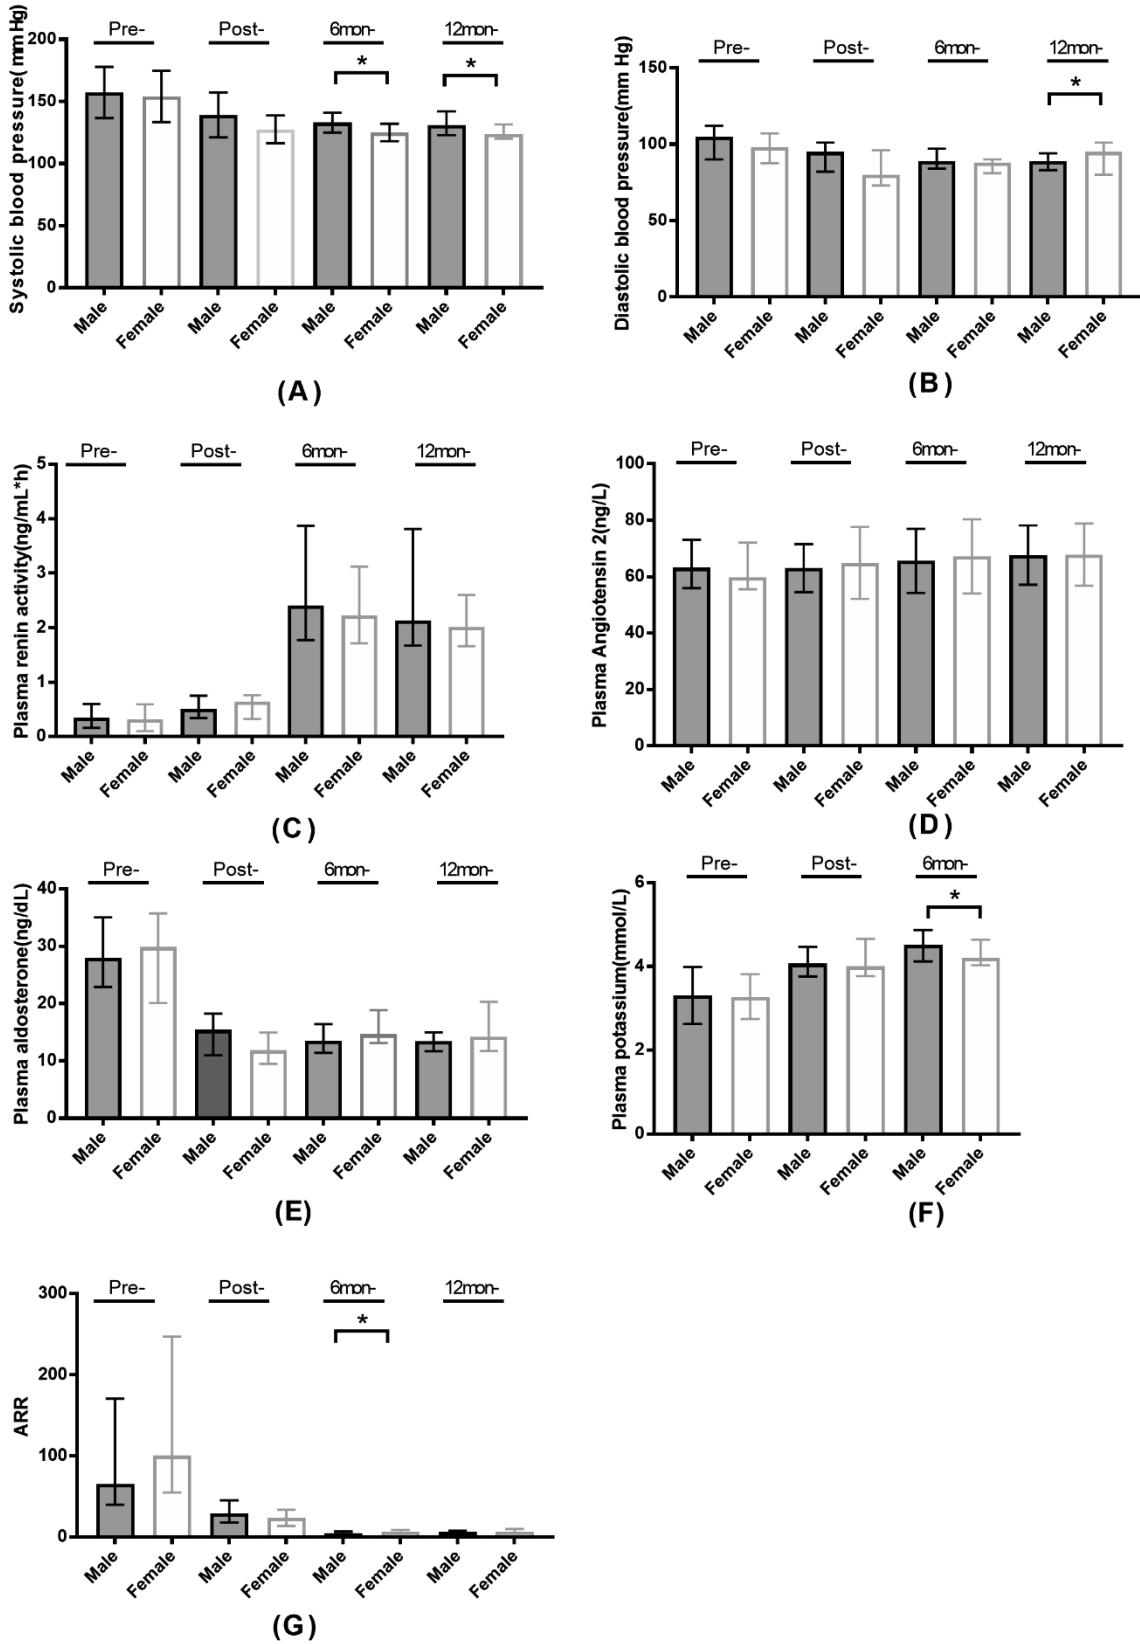 Pre- Post- 6mon- 12mon-
Systolic blood pressure(mmHg)
200
150
100
50
0
* *
Male Female Male Female Male Female Male Female
(A)
Pre- Post- 6mon- 12mon-
Diastolic blood pressure(mm Hg)
150
100
50
0
*
Male Female Male Female Male Female Male Female
(B)
Pre- Post- 6mon- 12mon-
Plasma renin activity(ng/mL*h)
5
4
3
2
1
0
Male Female Male Female Male Female Male Female
(C)
Pre- Post- 6mon- 12mon-
Plasma Angiotensin 2(ng/L)
100
80
60
40
20
0
Male Female Male Female Male Female Male Female
(D)
Pre- Post- 6mon- 12mon-
Plasma aldosterone(ng/dL)
40
30
20
10
0
Male Female Male Female Male Female Male Female
(E)
Pre- Post- 6mon-
Plasma potassium(mmol/L)
6
4
2
0
*
Male Female Male Female Male Female
(F)
Pre- Post- 6mon- 12mon-
ARR
300
200
100
0
*
Male Female Male Female Male Female Male Female
(G)